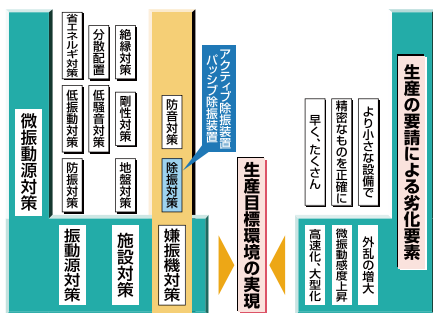 微振動源対策
省エネルギ対策
分散配置
絶縁対策
低振動対策
低騒音対策
剛性対策
防振対策
地盤対策
振動源対策
施設対策
防音対策
除振対策
嫌振機対策
アクティブ除振装置
パッシブ除振装置
生産目標環境の実現
生産の要請による劣化要素
より小さな設備で
精密なものを正確に
早く、たくさん
外乱の増大
微振動感度上昇
高速化、大型化